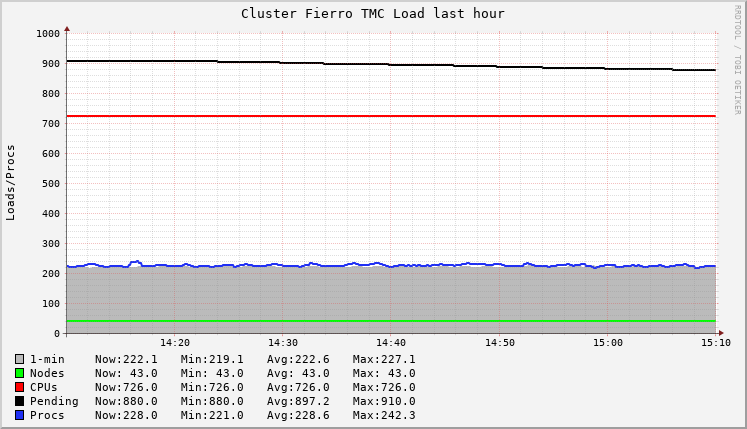 Cluster Fierro TMC Load last hour
RRDTOOL / TOBI OETIKER
Loads/Procs
1000
900
800
700
600
500
400
300
200
100
0
14:20 14:30 14:40 14:50 15:00 15:10
1-min Now:222.1 Min:219.1 Avg:222.6 Max:227.1
Nodes Now: 43.0 Min: 43.0 Avg: 43.0 Max: 43.0
CPUs Now:726.0 Min:726.0 Avg:726.0 Max:726.0
Pending Now:880.0 Min:880.0 Avg:897.2 Max:910.0
Procs Now:228.0 Min:221.0 Avg:228.6 Max:242.3